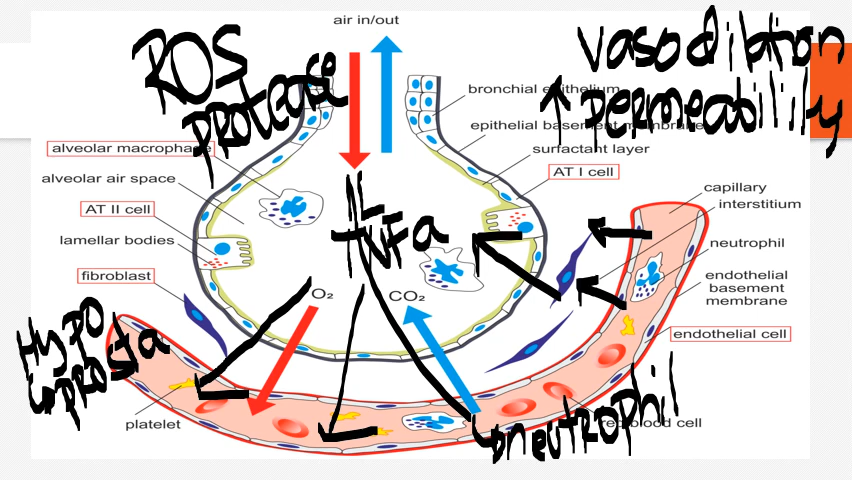 air in/out
ROS
protease
vasodilation
↑ permeability
bronchial epithelium
epithelial basement membrane
surfactant layer
alveolar macrophage
AT I cell
alveolar air space
capillary
AT II cell
interstitium
IL
TNFa
lamellar bodies
neutrophil
fibroblast
endothelial
basement
membrane
O₂
CO₂
Hypo
prosta
endothelial cell
platelet
neutrophil
red blood cell